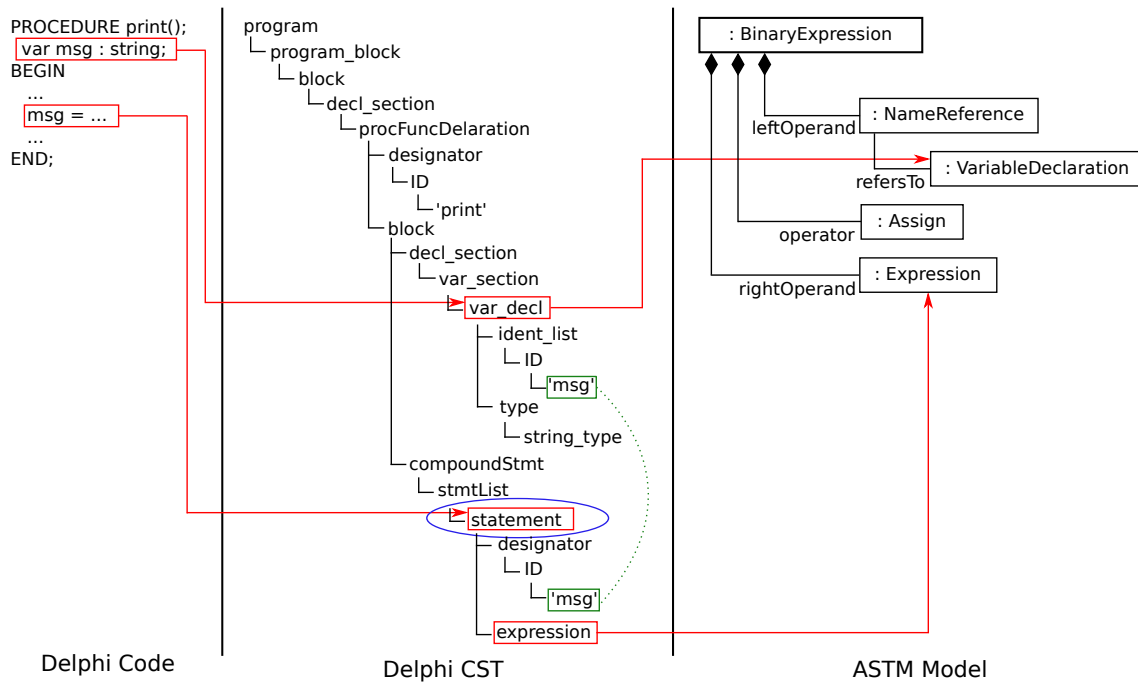 PROCEDURE print();
var msg : string;
BEGIN
...
msg = ...
...
END;
Delphi Code
program
program_block
block
decl_section
procFuncDelaration
designator
ID
'print'
block
decl_section
var_section
var_decl
ident_list
ID
'msg'
type
string_type
compoundStmt
stmtList
statement
designator
ID
'msg'
expression
Delphi CST
: BinaryExpression
: NameReference
leftOperand
: VariableDeclaration
refersTo
: Assign
operator
: Expression
rightOperand
ASTM Model